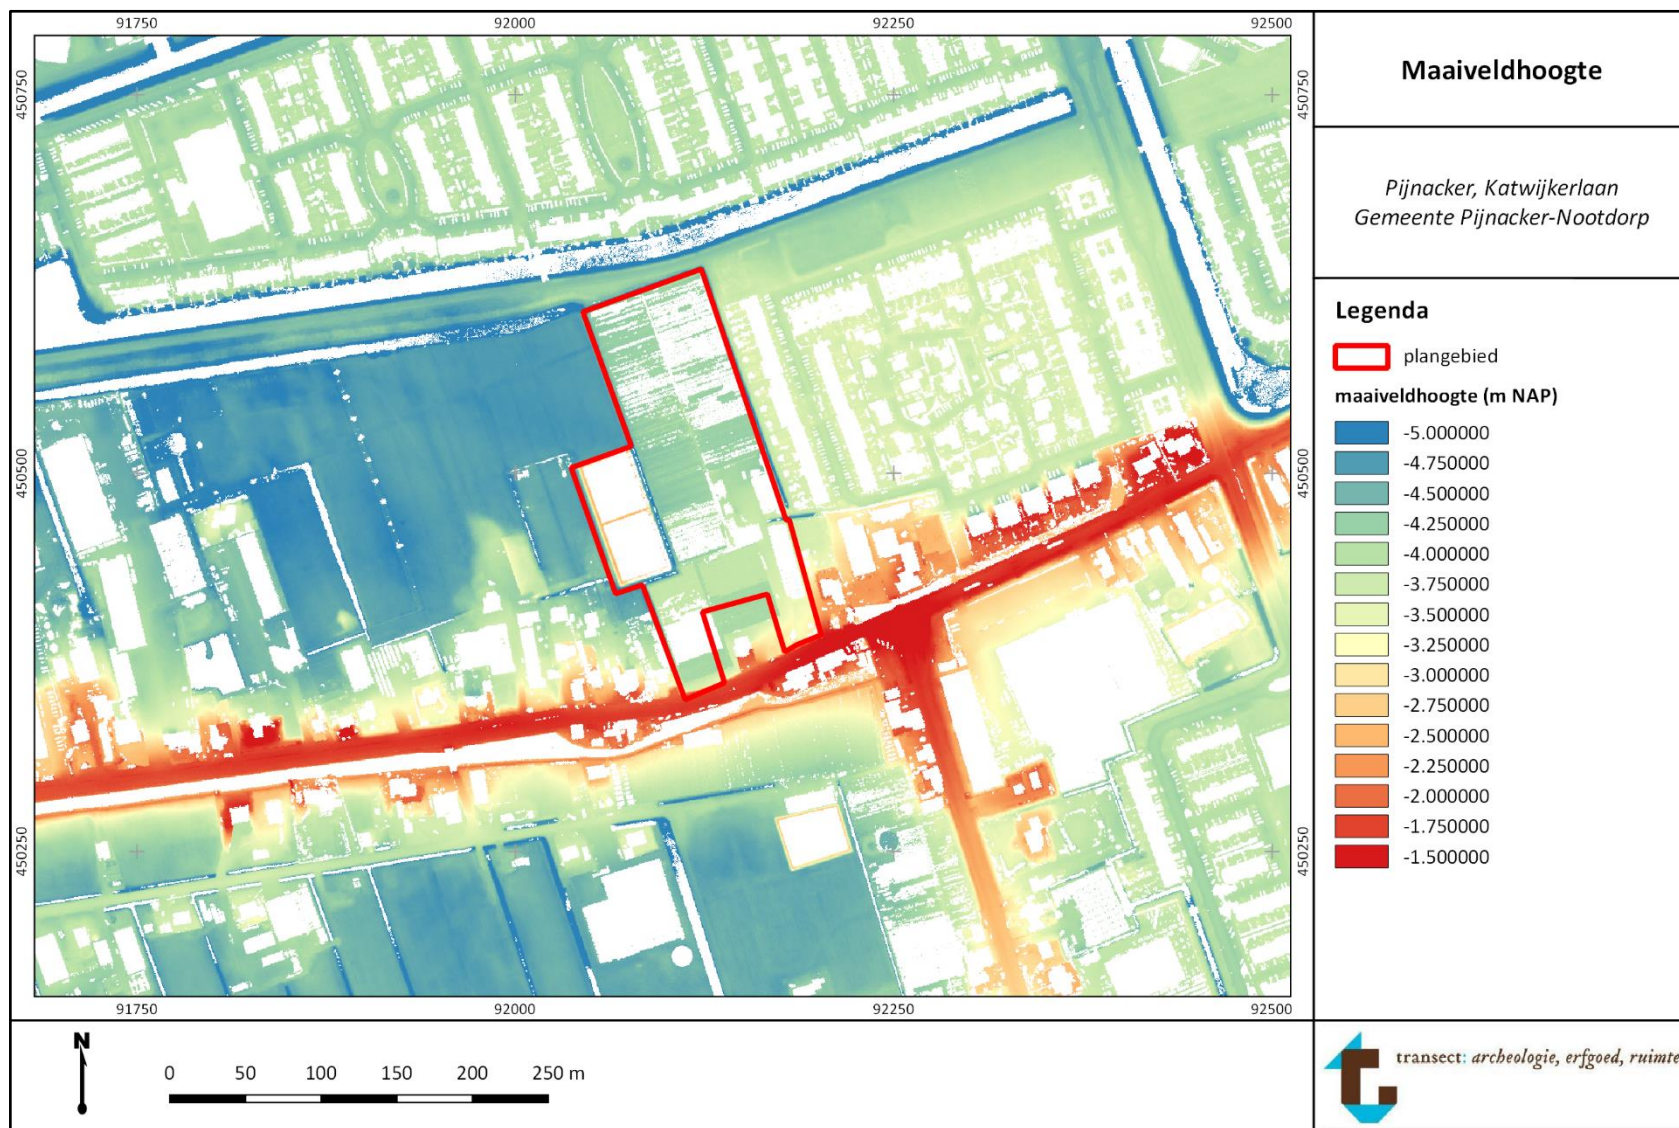 91750 92000 92250 92500
450750 450750
450500 450500
450250 450250
91750 92000 92250 92500
N
0 50 100 150 200 250 m
Maaiveldhoogte
Pijnacker, Katwijkerlaan
Gemeente Pijnacker-Nootdorp
Legenda
plangebied
maaiveldhoogte (m NAP)
-5.000000
-4.750000
-4.500000
-4.250000
-4.000000
-3.750000
-3.500000
-3.250000
-3.000000
-2.750000
-2.500000
-2.250000
-2.000000
-1.750000
-1.500000
transect: archeologie, erfgoed, ruimte